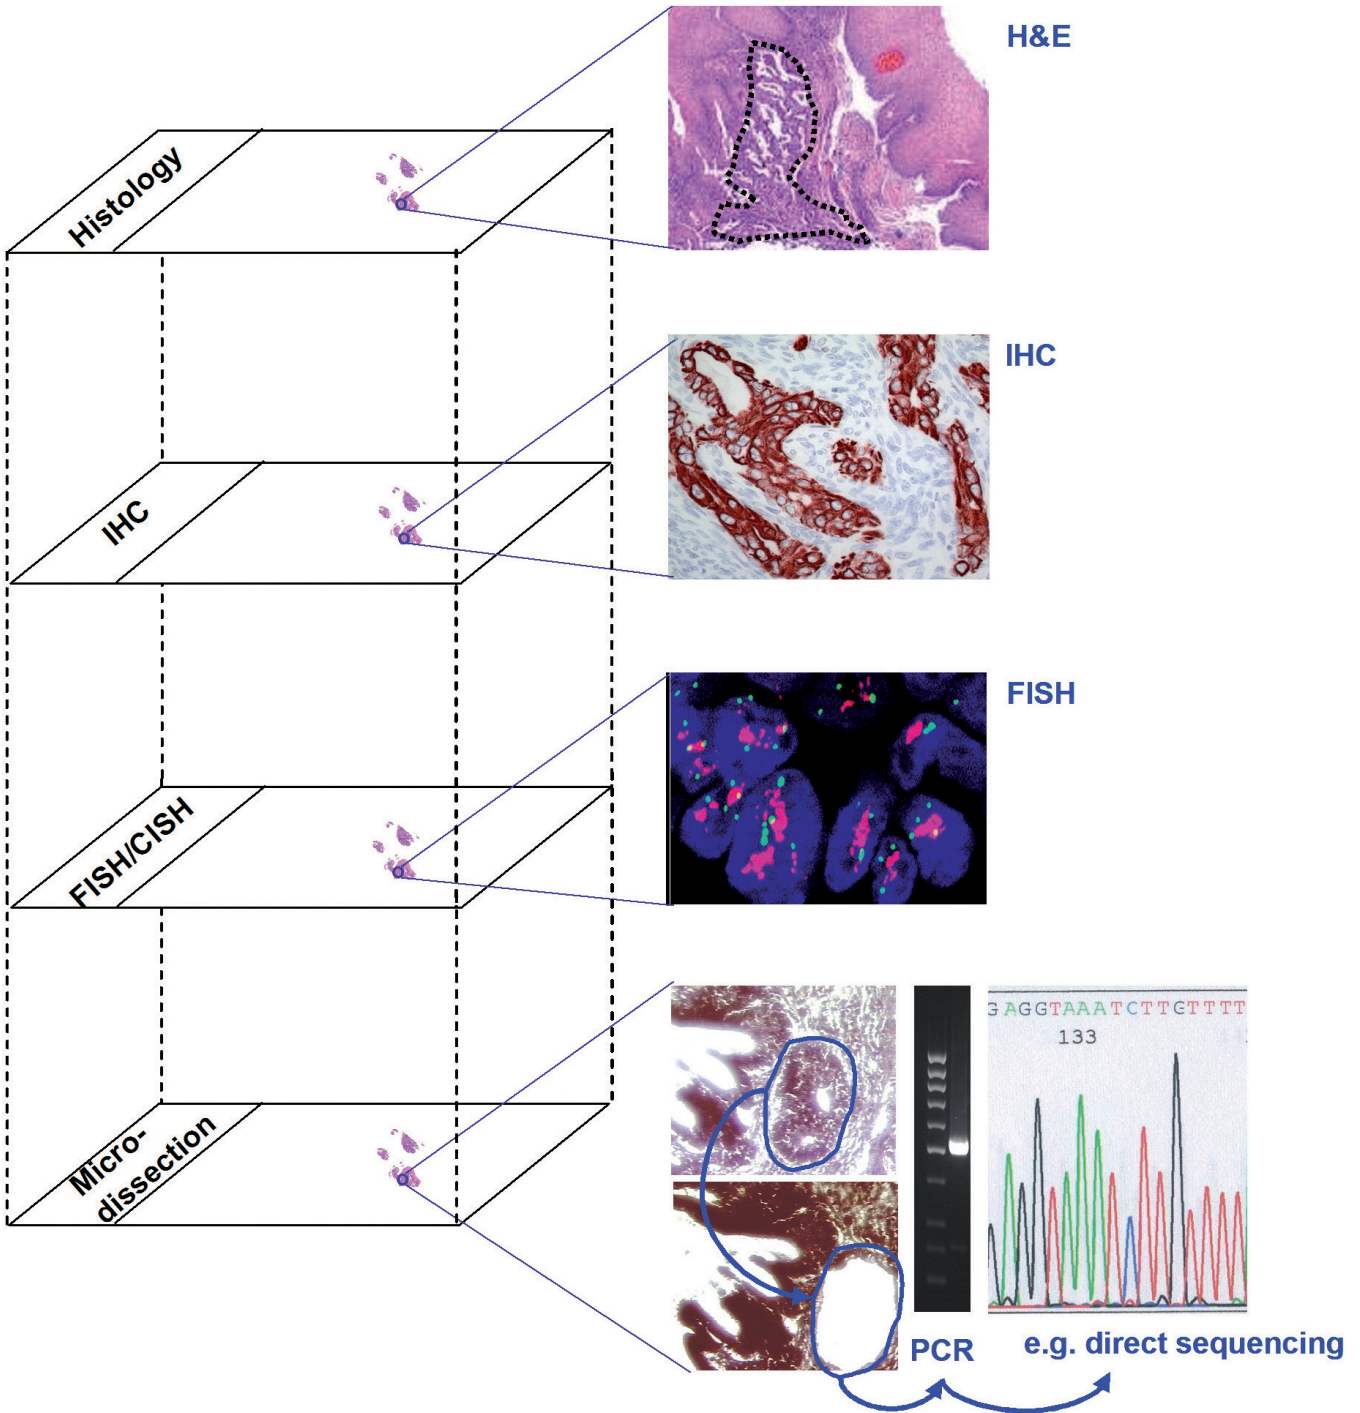 H&E
Histology
IHC
IHC
FISH
FISH/CISH
Micro-
dissection
GAGGTAAATCTTGTTTT
133
PCR
e.g. direct sequencing